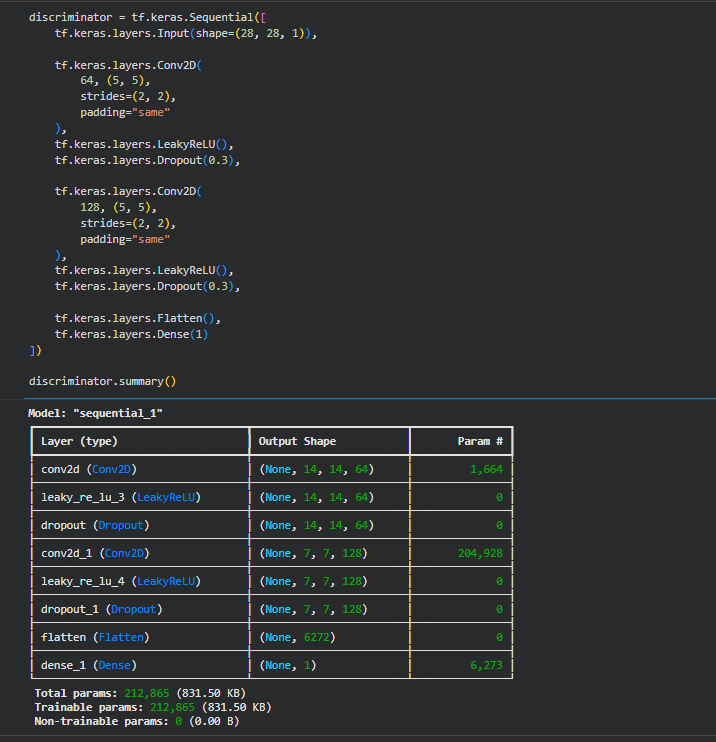 discriminator = tf.keras.Sequential([
    tf.keras.layers.Input(shape=(28, 28, 1)),
    tf.keras.layers.Conv2D(
        64, (5, 5),
        strides=(2, 2),
        padding="same"
    ),
    tf.keras.layers.LeakyReLU(),
    tf.keras.layers.Dropout(0.3),
    tf.keras.layers.Conv2D(
        128, (5, 5),
        strides=(2, 2),
        padding="same"
    ),
    tf.keras.layers.LeakyReLU(),
    tf.keras.layers.Dropout(0.3),
    tf.keras.layers.Flatten(),
    tf.keras.layers.Dense(1)
])
discriminator.summary()
Model: "sequential_1"
Layer (type) Output Shape Param #
conv2d (Conv2D) (None, 14, 14, 64) 1,664
leaky_re_lu_3 (LeakyReLU) (None, 14, 14, 64) 0
dropout (Dropout) (None, 14, 14, 64) 0
conv2d_1 (Conv2D) (None, 7, 7, 128) 204,928
leaky_re_lu_4 (LeakyReLU) (None, 7, 7, 128) 0
dropout_1 (Dropout) (None, 7, 7, 128) 0
flatten (Flatten) (None, 6272) 0
dense_1 (Dense) (None, 1) 6,273
Total params: 212,865 (831.50 KB)
Trainable params: 212,865 (831.50 KB)
Non-trainable params: 0 (0.00 B)